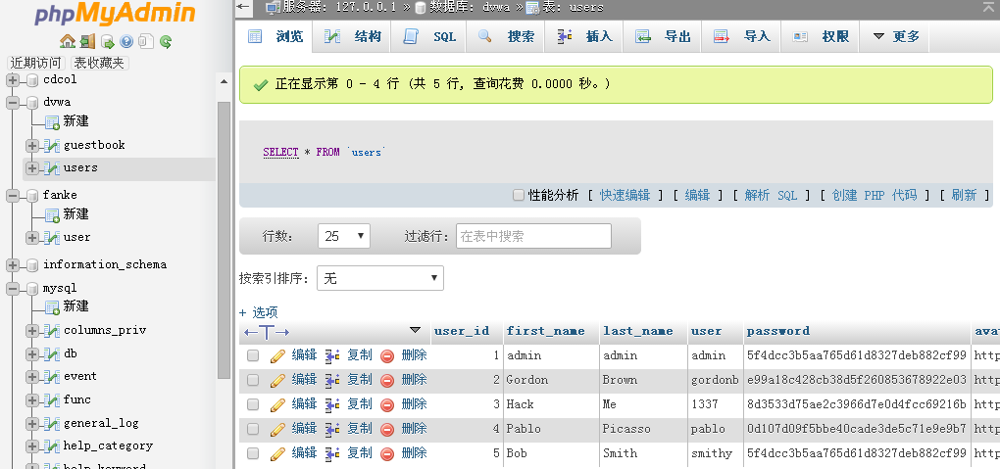 phpMyAdmin
近期访问 表收藏夹
cdcol
dvwa
新建
guestbook
users
fanke
新建
user
information_schema
mysql
新建
columns_priv
db
event
func
general_log
help_category
help_keyword
服务器: 127.0.0.1 » 数据库: dvwa » 表: users
浏览 结构 SQL 搜索 插入 导出 导入 权限 更多
正在显示第 0 - 4 行 (共 5 行, 查询花费 0.0000 秒。)
SELECT * FROM `users`
性能分析 [ 快速编辑 ] [ 编辑 ] [ 解析 SQL ] [ 创建 PHP 代码 ] [ 刷新 ]
行数: 25 过滤行: 在表中搜索
按索引排序: 无
+ 选项
←T→ user_id first_name last_name user password ava
编辑 复制 删除 1 admin admin admin 5f4dcc3b5aa765d61d8327deb882cf99 http
编辑 复制 删除 2 Gordon Brown gordonb e99a18c428cb38d5f260853678922e03 http
编辑 复制 删除 3 Hack Me 1337 8d3533d75ae2c3966d7e0d4fcc69216b http
编辑 复制 删除 4 Pablo Picasso pablo 0d107d09f5bbe40cade3de5c71e9e9b7 http
编辑 复制 删除 5 Bob Smith smithy 5f4dcc3b5aa765d61d8327deb882cf99 http